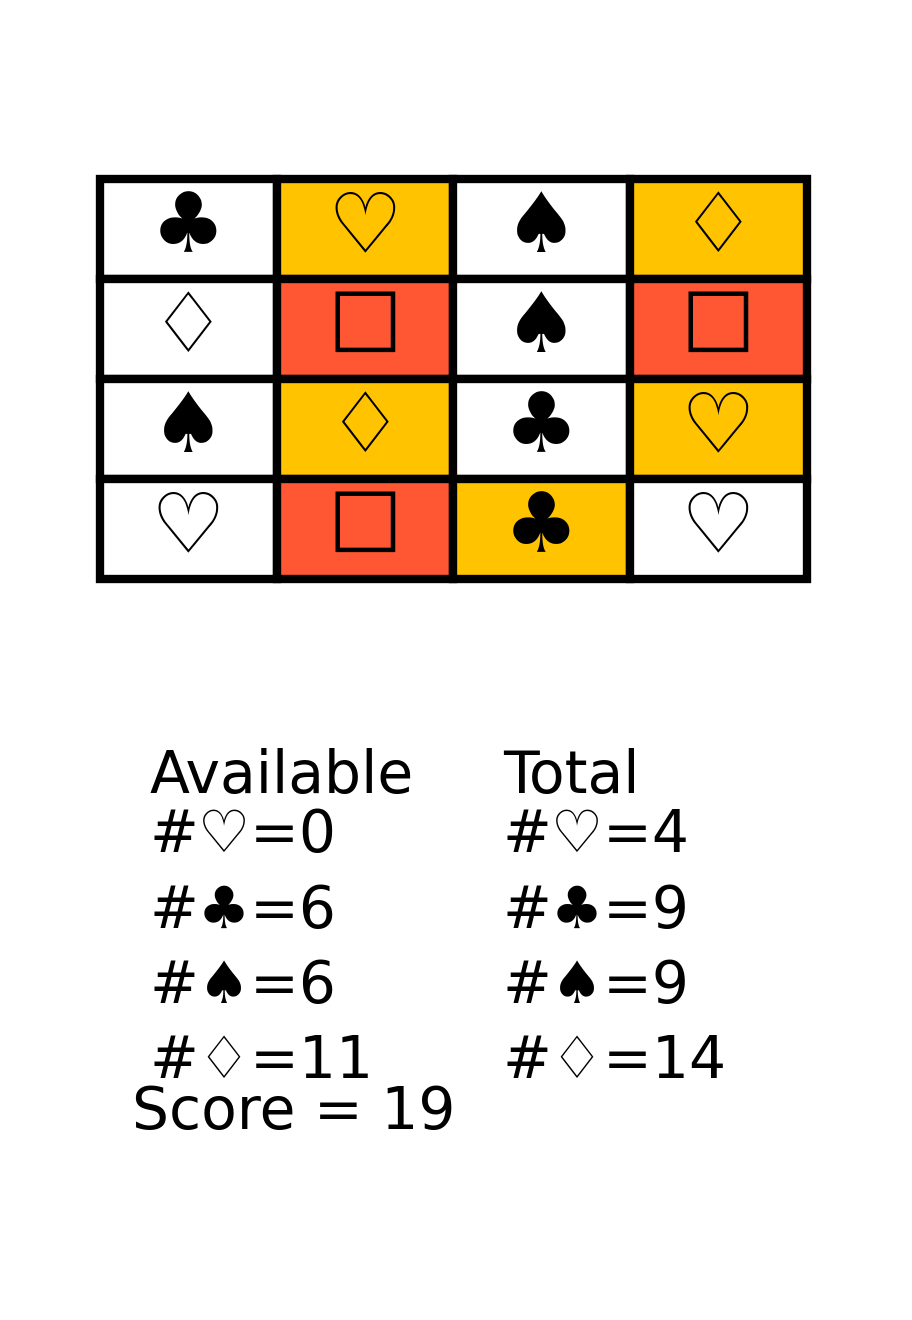 ♣ ♡ ♠ ♢
♢ □ ♠ □
♠ ♢ ♣ ♡
♡ □ ♣ ♡
Available Total
#♡=0 #♡=4
#♣=6 #♣=9
#♠=6 #♠=9
#♢=11 #♢=14
Score = 19